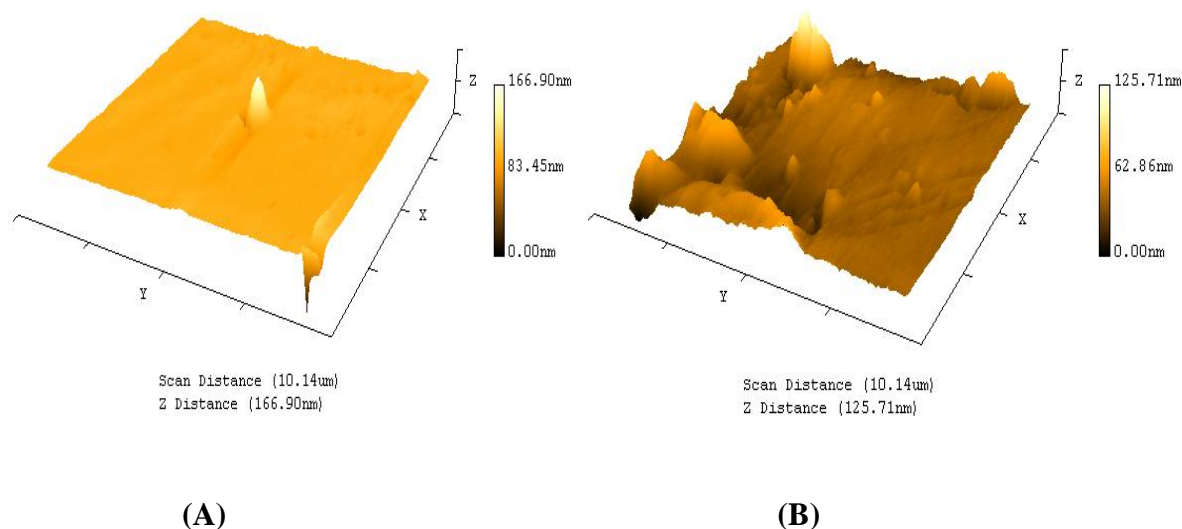 Z
166.90nm
83.45nm
0.00nm
X
Y
Scan Distance (10.14um)
Z Distance (166.90nm)
(A)
Z
125.71nm
62.86nm
0.00nm
X
Y
Scan Distance (10.14um)
Z Distance (125.71nm)
(B)